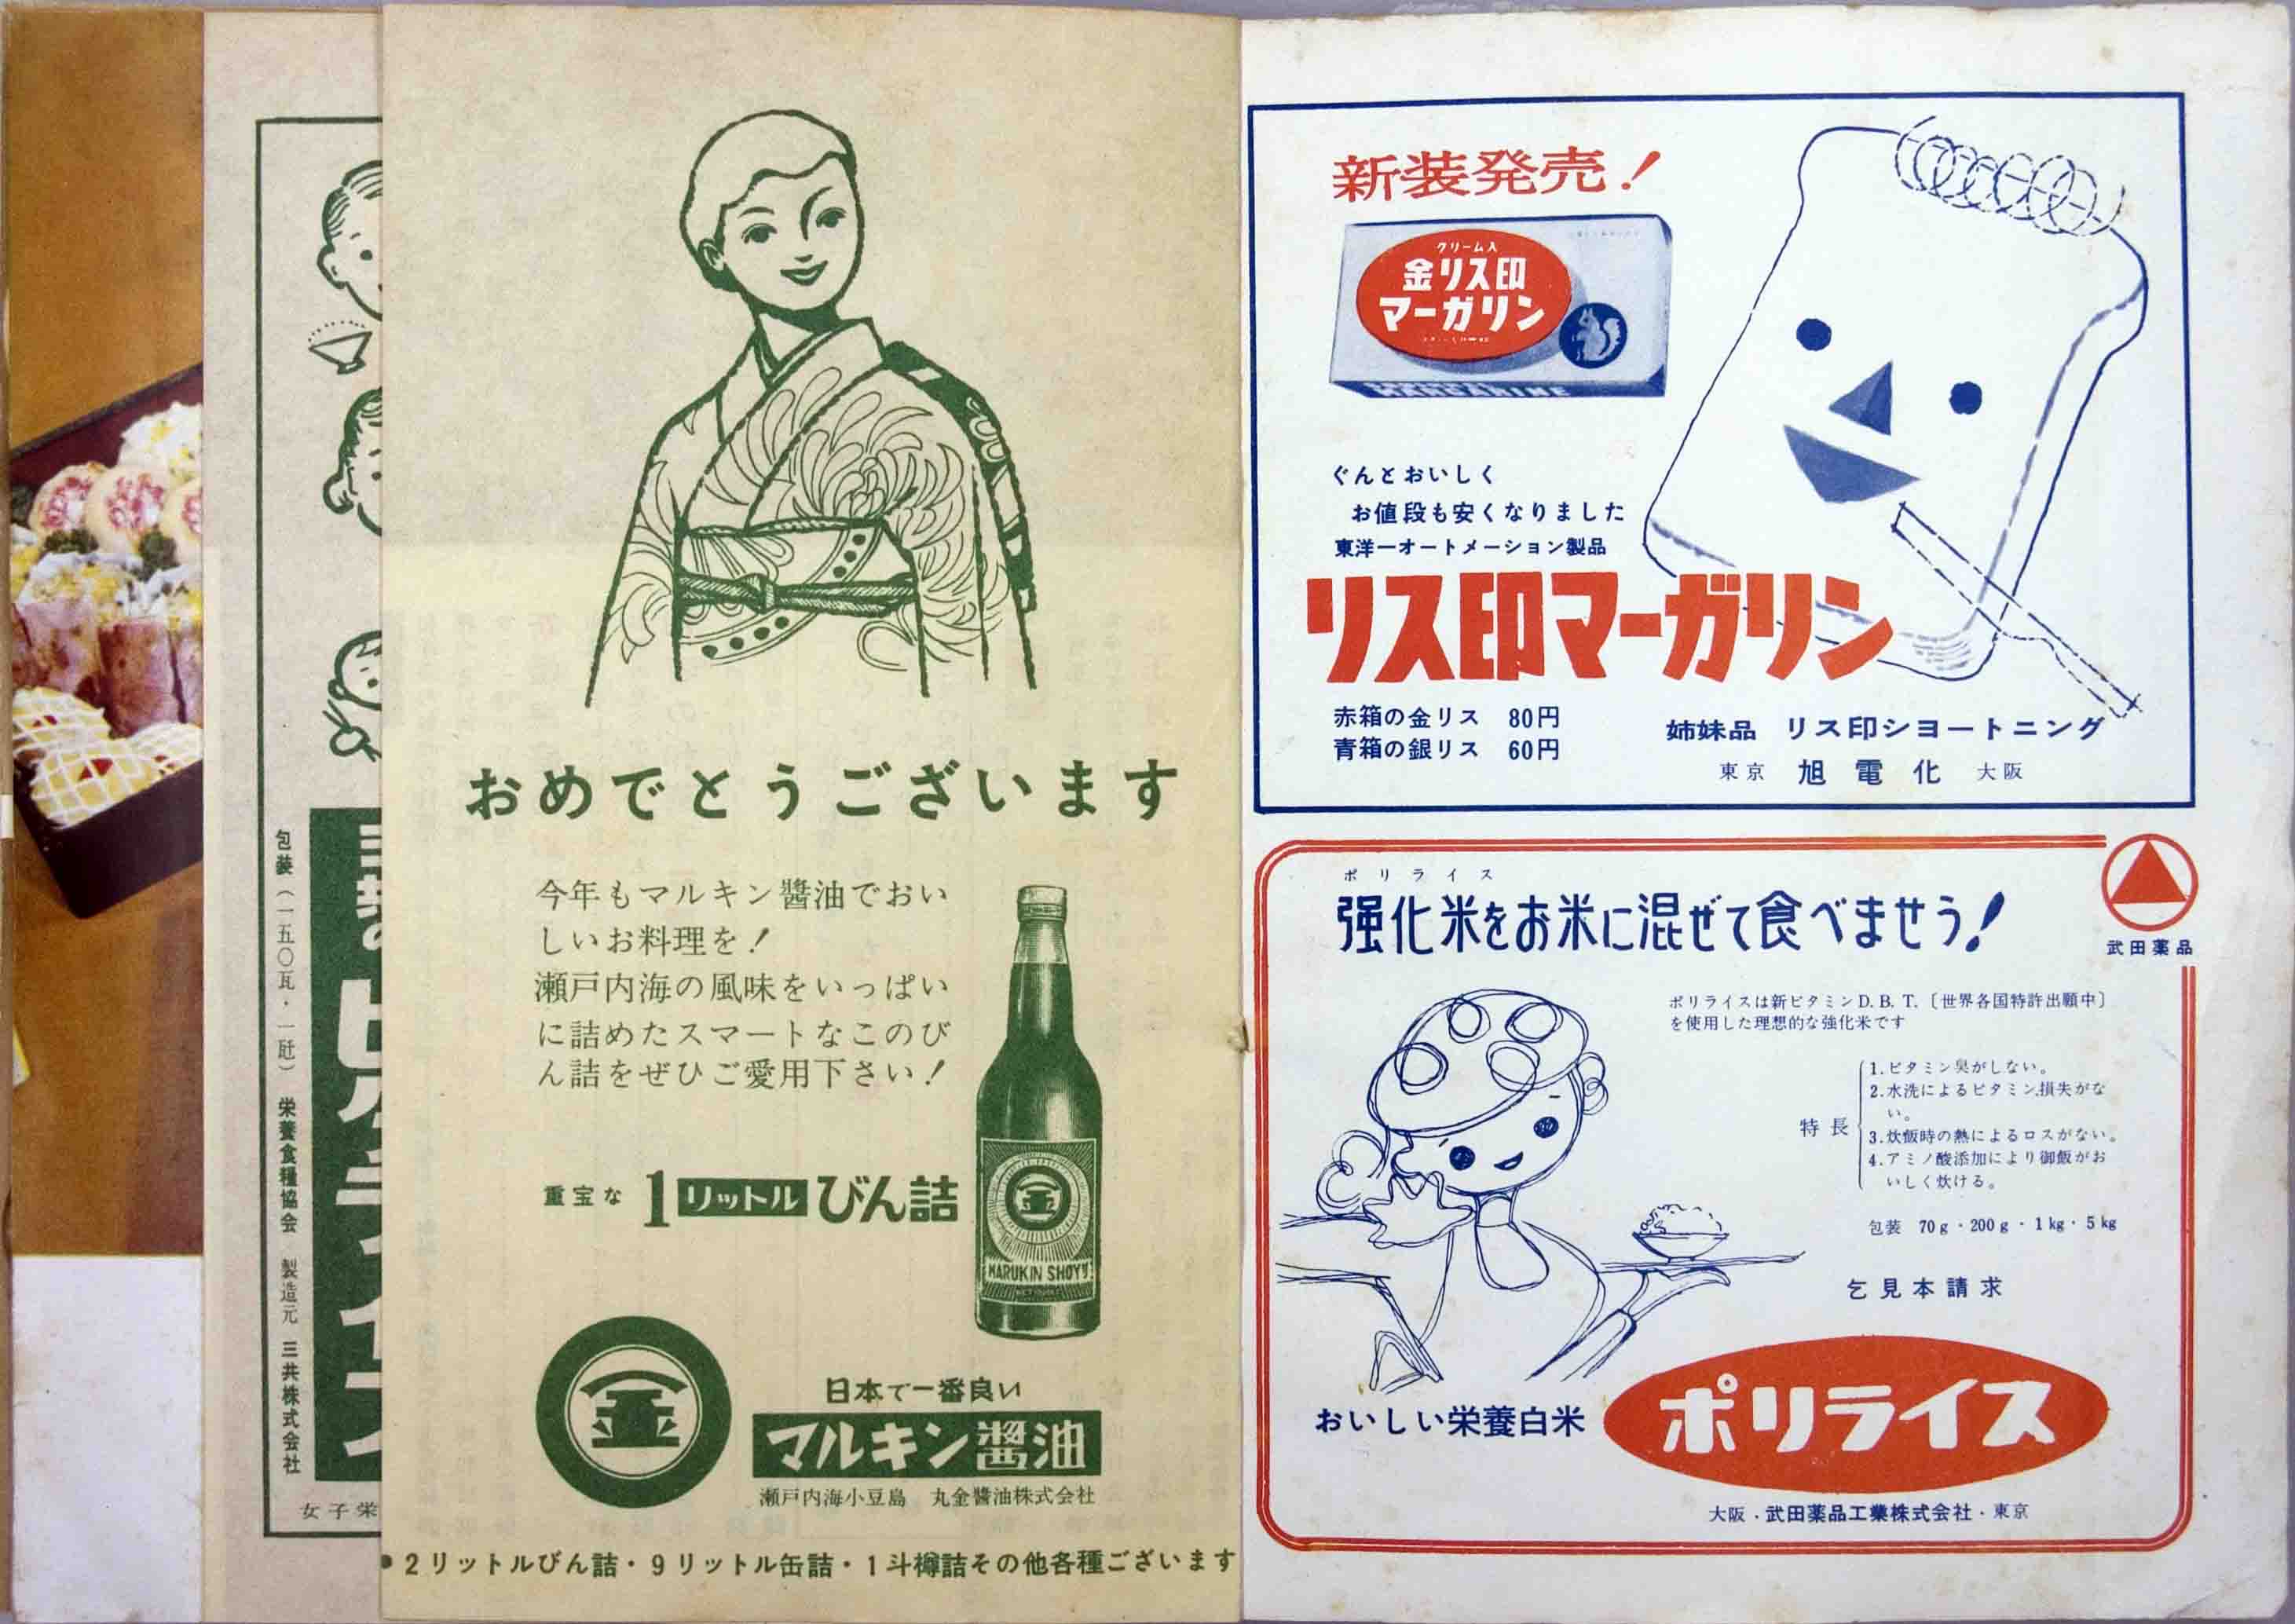 包装（一五〇瓦・一瓩） 栄養食糧協会 製造元 三共株式会社
女子栄
おめでとうございます
今年もマルキン醬油でおい
しいお料理を！
瀬戸内海の風味をいっぱい
に詰めたスマートなこのび
ん詰をぜひご愛用下さい！
重宝な 1リットルびん詰
金
MARUKIN SHOYU
金
日本で一番良い
マルキン醬油
瀬戸内海小豆島 丸金醬油株式会社
・2リットルびん詰・9リットル缶詰・1斗樽詰その他各種ございます
新装発売！
クリーム入
金リス印
マーガリン
MARGARINE
ぐんとおいしく
お値段も安くなりました
東洋一オートメーション製品
リス印マーガリン
赤箱の金リス 80円
青箱の銀リス 60円
姉妹品 リス印シヨートニング
東京 旭電化 大阪
武田薬品
ポリライス
強化米をお米に混ぜて食べませう！
ポリライスは新ビタミンD.B.T.〔世界各国特許出願中〕
を使用した理想的な強化米です
特長
1.ビタミン臭がしない。
2.水洗によるビタミン損失がな
い。
3.炊飯時の熱によるロスがない。
4.アミノ酸添加により御飯がお
いしく炊ける。
包装 70g・200g・1kg・5kg
乞見本請求
おいしい栄養白米 ポリライス
大阪・武田薬品工業株式会社・東京